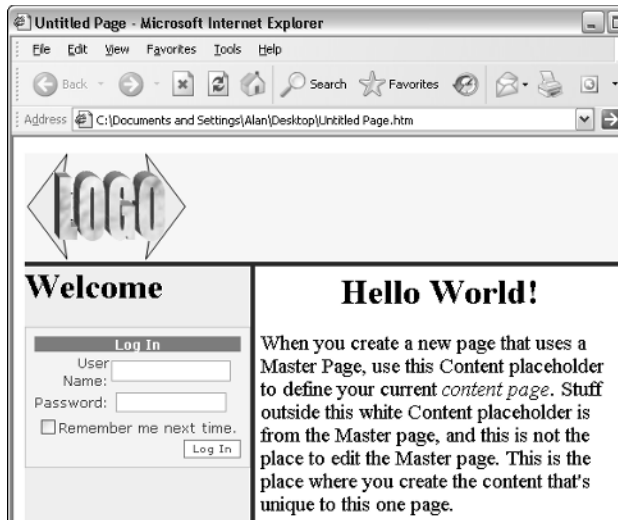 Untitled Page - Microsoft Internet Explorer
File Edit View Favorites Tools Help
Back Search Favorites
Address C:\Documents and Settings\Alan\Desktop\Untitled Page.htm
LOGO
Welcome
Log In
User
Name:
Password:
Remember me next time.
Log In
Hello World!
When you create a new page that uses a
Master Page, use this Content placeholder
to define your current content page. Stuff
outside this white Content placeholder is
from the Master page, and this is not the
place to edit the Master page. This is the
place where you create the content that's
unique to this one page.